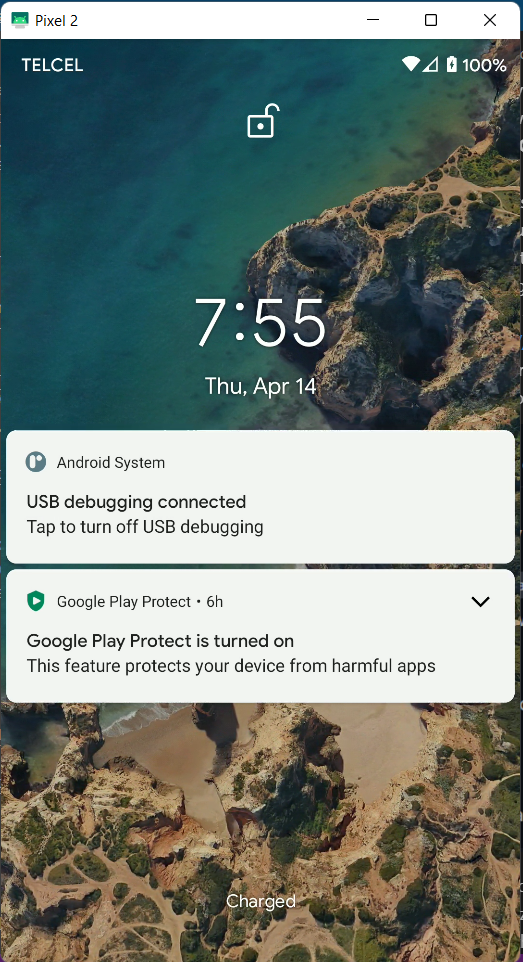 Pixel 2
TELCEL 100%
7:55
Thu, Apr 14
Android System
USB debugging connected
Tap to turn off USB debugging
Google Play Protect • 6h
Google Play Protect is turned on
This feature protects your device from harmful apps
Charged